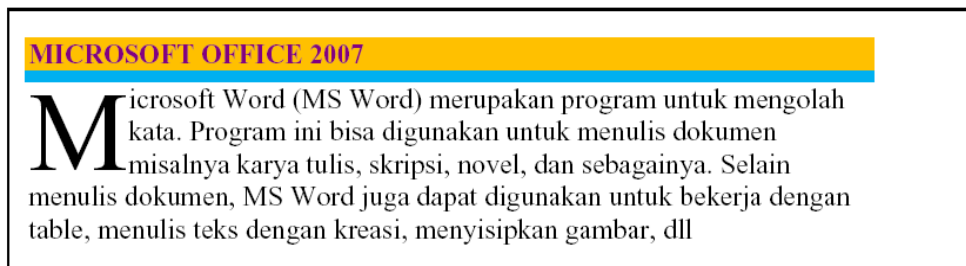 MICROSOFT OFFICE 2007
Microsoft Word (MS Word) merupakan program untuk mengolah
kata. Program ini bisa digunakan untuk menulis dokumen
misalnya karya tulis, skripsi, novel, dan sebagainya. Selain
menulis dokumen, MS Word juga dapat digunakan untuk bekerja dengan
table, menulis teks dengan kreasi, menyisipkan gambar, dll